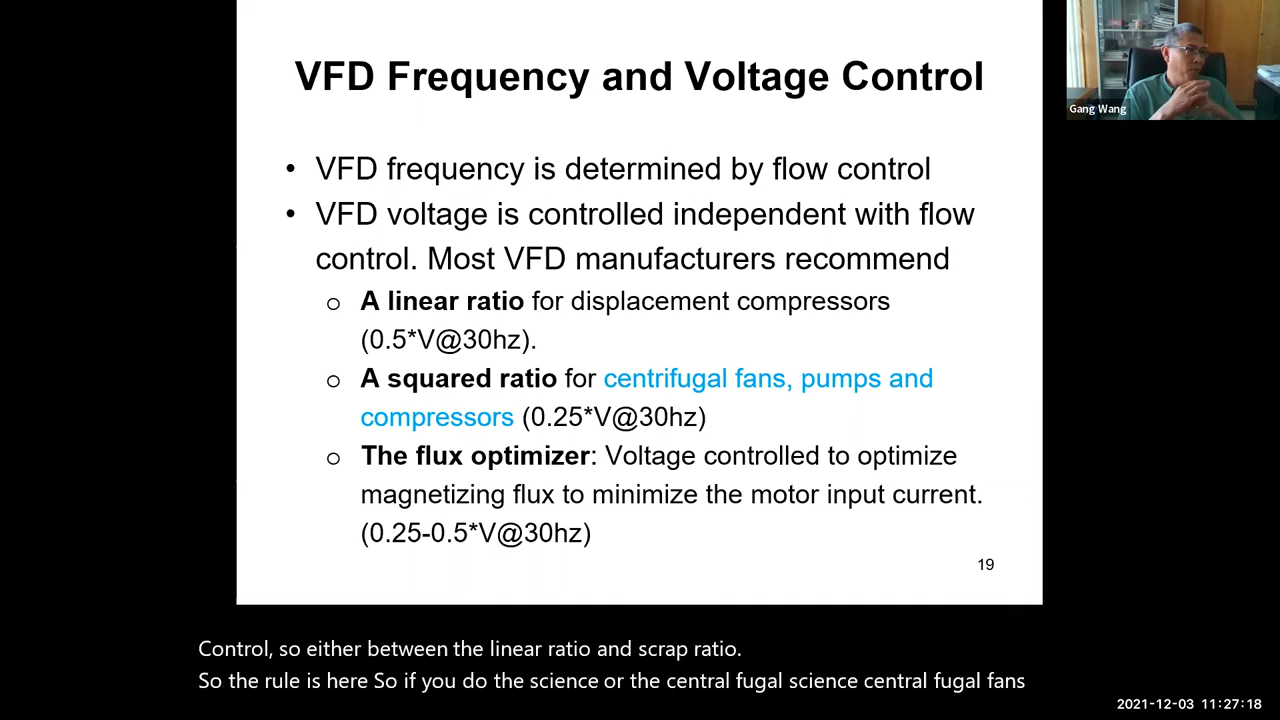 VFD Frequency and Voltage Control
Gang Wang
• VFD frequency is determined by flow control
• VFD voltage is controlled independent with flow
control. Most VFD manufacturers recommend
o A linear ratio for displacement compressors
(0.5*V@30hz).
o A squared ratio for centrifugal fans, pumps and
compressors (0.25*V@30hz)
o The flux optimizer: Voltage controlled to optimize
magnetizing flux to minimize the motor input current.
(0.25-0.5*V@30hz)
19
Control, so either between the linear ratio and scrap ratio.
So the rule is here So if you do the science or the central fugal science central fugal fans
2021-12-03 11:27:18